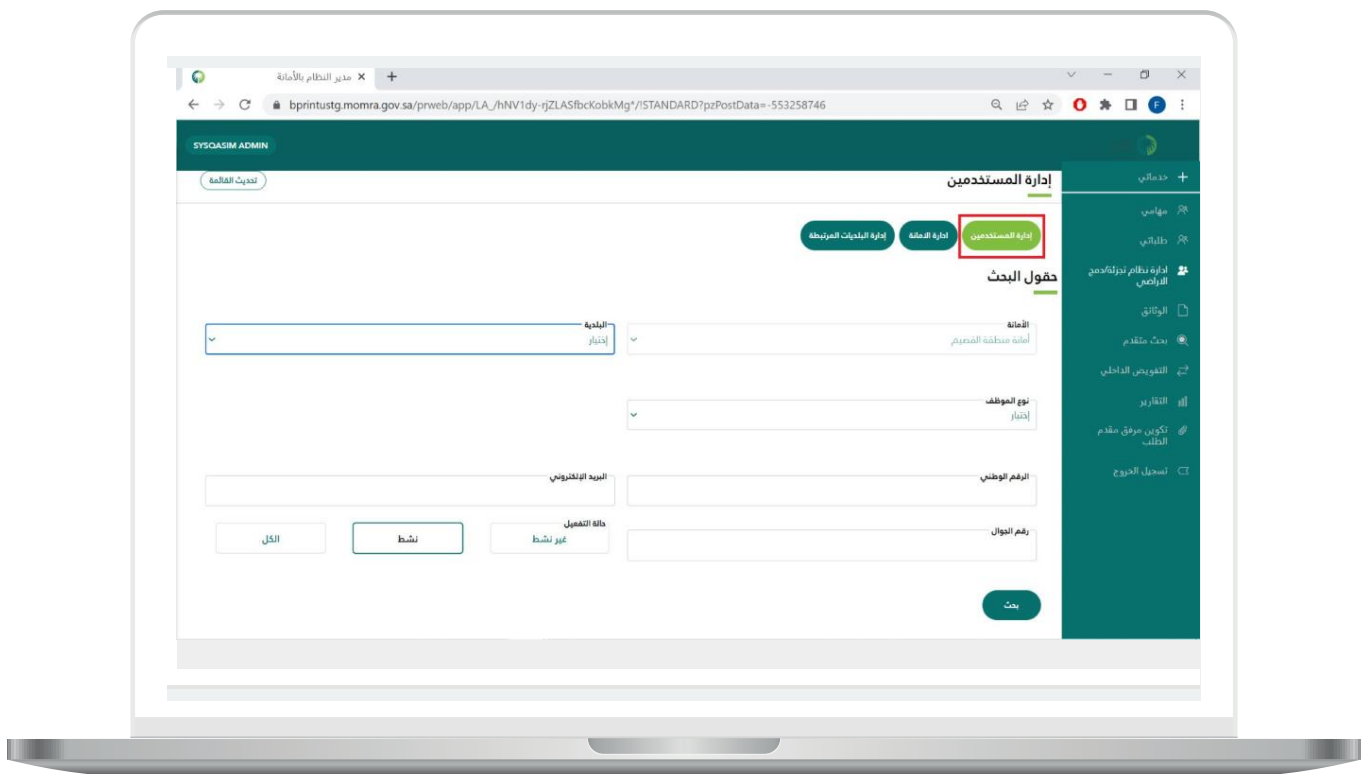 مدير النظام بالأمانة
bprintustg.momra.gov.sa/prweb/app/LA_/hNV1dy-rjZLASfbcKobkMg*/!STANDARD?pzPostData=-553258746
F
SYSQASIM ADMIN
إدارة المستخدمين
تحديث القائمة
إدارة المستخدمين
ادارة الامانة
إدارة البلديات المرتبطة
حقول البحث
الأمانة
أمانة منطقة القصيم
البلدية
إختيار
نوع الموظف
إختيار
الرقم الوطني
البريد الإلكتروني
رقم الجوال
حالة التفعيل
غير نشط
نشط
الكل
بحث
خدماتي
مهامي
طلباتي
ادارة نظام تجزئة/دمج
الاراضي
الوثائق
بحث متقدم
التفويض الداخلي
التقارير
تكوين مرفق مقدم
الطلب
تسجيل الخروج